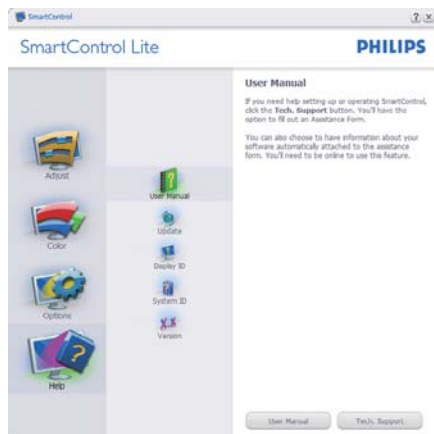 SmartControl
? x
SmartControl Lite
PHILIPS
Adjust
Color
Options
Help
User Manual
Update
Display ID
System ID
Version
User Manual
If you need help setting up or operating SmartControl,
click the Tech. Support button. You'll have the
option to fill out an Assistance Form.
You can also choose to have information about your
software automatically attached to the assistance
form. You'll need to be online to use this feature.
User Manual
Tech. Support